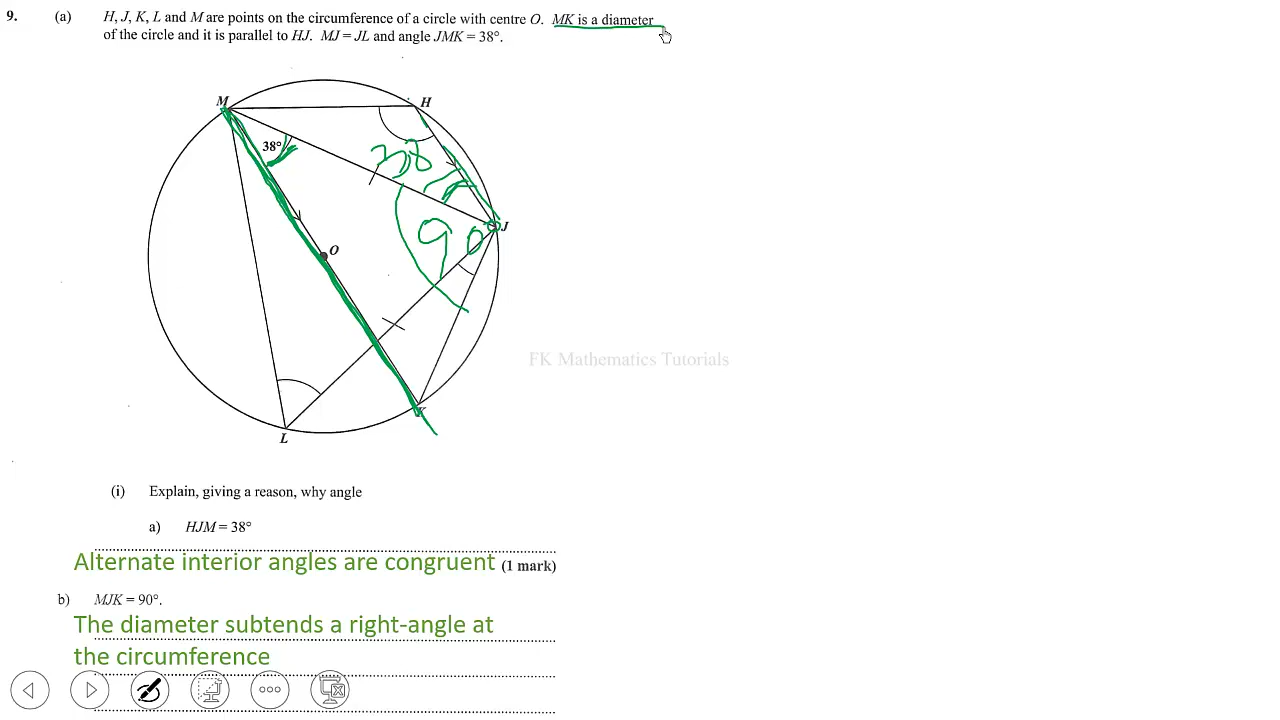 9. (a) H, J, K, L and M are points on the circumference of a circle with centre O. MK is a diameter
of the circle and it is parallel to HJ. MJ = JL and angle JMK = 38°.
M
H
38°
38
J
90
O
FK Mathematics Tutorials
K
L
(i) Explain, giving a reason, why angle
a) HJM = 38°
Alternate interior angles are congruent (1 mark)
b) MJK = 90°.
The diameter subtends a right-angle at
the circumference